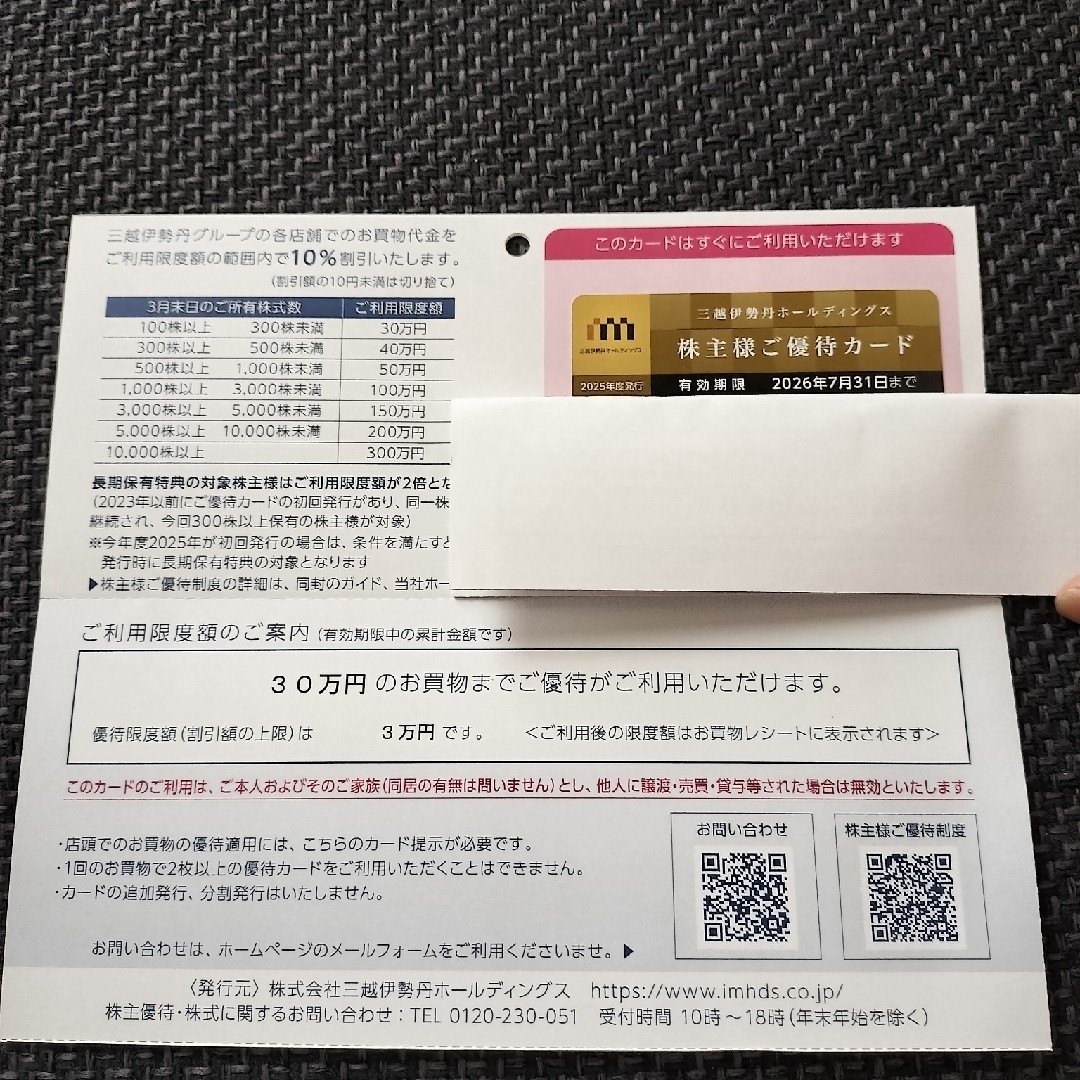 三越伊勢丹グループの各店舗でのお買物代金を
ご利用限度額の範囲内で10%割引いたします。
(割引額の10円未満は切り捨て)
3月末日のご所有株式数 ご利用限度額
100株以上 300株未満 30万円
300株以上 500株未満 40万円
500株以上 1,000株未満 50万円
1,000株以上 3,000株未満 100万円
3,000株以上 5,000株未満 150万円
5,000株以上 10,000株未満 200万円
10,000株以上 300万円
長期保有特典の対象株主様はご利用限度額が2倍とな
(2023年以前にご優待カードの初回発行があり、同一株
継続され、今回300株以上保有の株主様が対象)
※今年度2025年が初回発行の場合は、条件を満たすと
発行時に長期保有特典の対象となります
▶株主様ご優待制度の詳細は、同封のガイド、当社ホー
このカードはすぐにご利用いただけます
三越伊勢丹ホールディングス
三越伊勢丹ホールディングス
株主様ご優待カード
2025年度発行
有効期限 2026年7月31日まで
ご利用限度額のご案内(有効期限中の累計金額です)
30万円のお買物までご優待がご利用いただけます。
優待限度額(割引額の上限)は 3万円です。 <ご利用後の限度額はお買物レシートに表示されます>
このカードのご利用は、ご本人およびそのご家族(同居の有無は問いません)とし、他人に譲渡・売買・貸与等された場合は無効といたします。
・店頭でのお買物の優待適用には、こちらのカード提示が必要です。
・1回のお買物で2枚以上の優待カードをご利用いただくことはできません。
・カードの追加発行、分割発行はいたしません。
お問い合わせは、ホームページのメールフォームをご利用くださいませ。▶
お問い合わせ
株主様ご優待制度
〈発行元〉株式会社三越伊勢丹ホールディングス https://www.imhds.co.jp/
株主優待・株式に関するお問い合わせ:TEL 0120-230-051 受付時間 10時～18時(年末年始を除く)